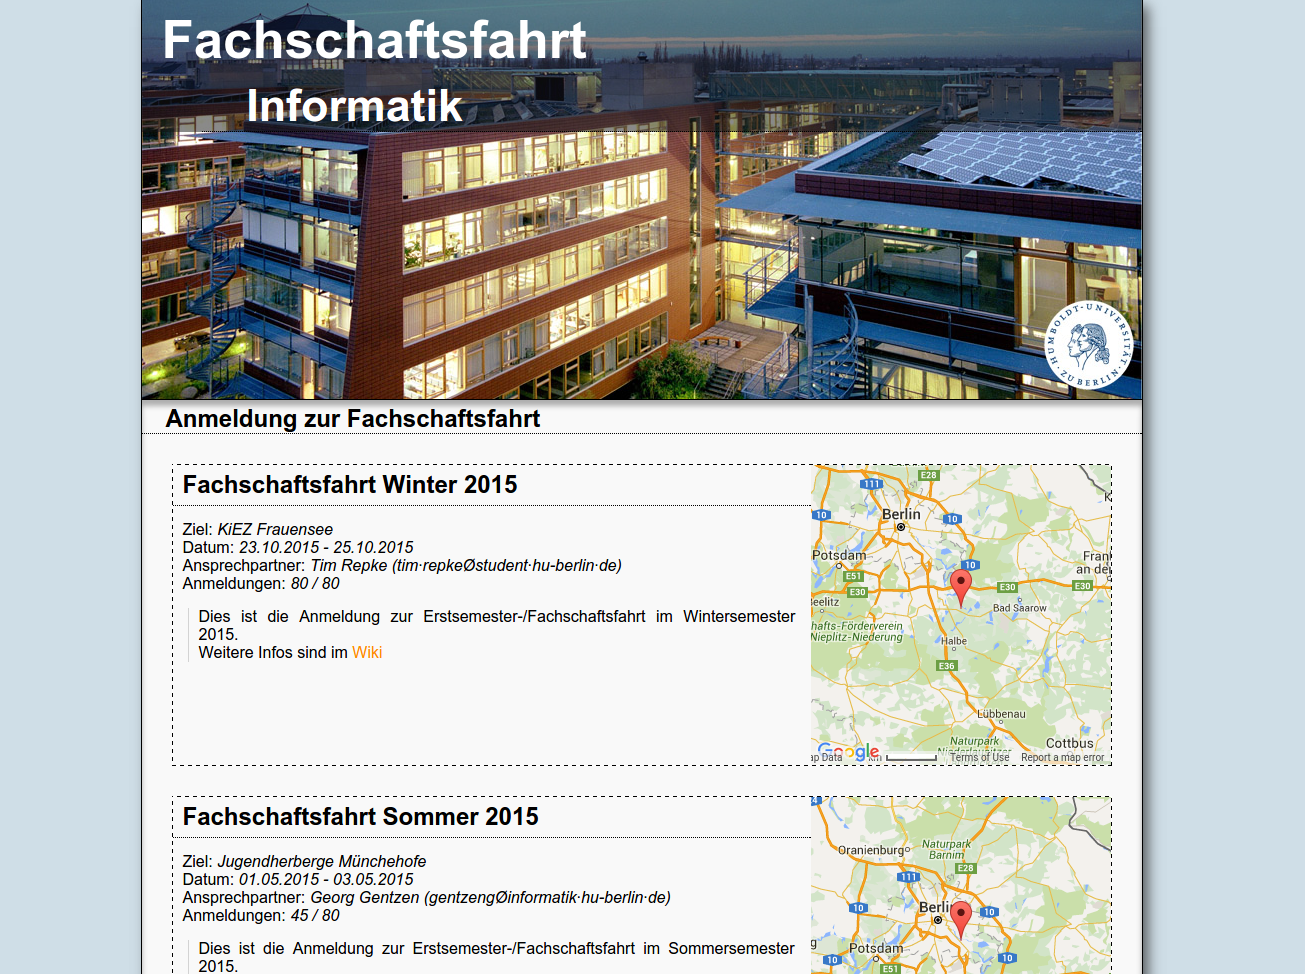 Fachschaftsfahrt
Informatik
HUMBOLDT-UNIVERSITÄT
ZU BERLIN
Anmeldung zur Fachschaftsfahrt
Fachschaftsfahrt Winter 2015
Ziel: KiEZ Frauensee
Datum: 23.10.2015 - 25.10.2015
Ansprechpartner: Tim Repke (tim·repkeØstudent·hu-berlin·de)
Anmeldungen: 80 / 80
Dies ist die Anmeldung zur Erstsemester-/Fachschaftsfahrt im Wintersemester
2015.
Weitere Infos sind im Wiki
E28
111
K
Berlin
10
10
Potsdam
10
Fran
an der
E51
E30
E30
E30
Beelitz
Bad Saarow
hafts-Förderverein
Nieplitz-Niederung
Halbe
E36
Lübbenau
Naturpark
Niederlausitzer
Cottbus
Google
ap Data
km
Terms of Use
Report a map error
Fachschaftsfahrt Sommer 2015
Ziel: Jugendherberge Münchehofe
Datum: 01.05.2015 - 03.05.2015
Ansprechpartner: Georg Gentzen (gentzengØinformatik·hu-berlin·de)
Anmeldungen: 45 / 80
Dies ist die Anmeldung zur Erstsemester-/Fachschaftsfahrt im Sommersemester
2015.
Oranienburg
Naturpark
Barnim
E28
111
10
Berlin
10
g
Potsdam
10
10
E51